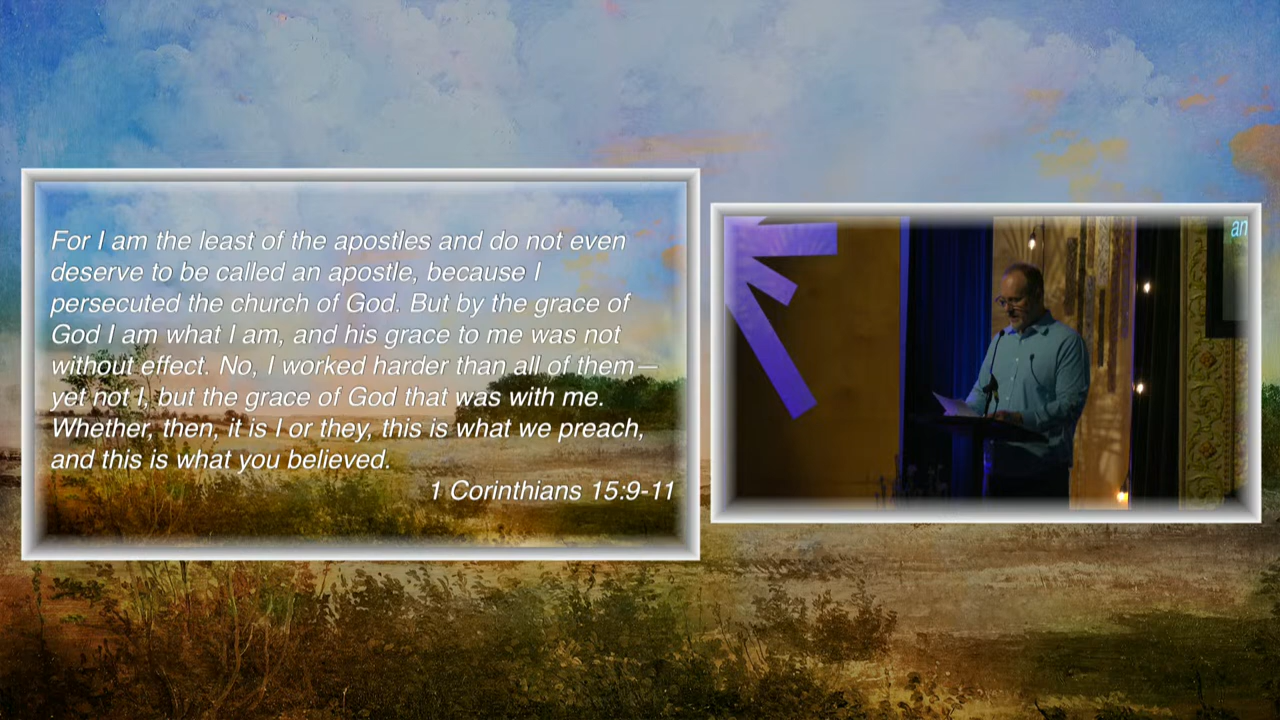 For I am the least of the apostles and do not even
deserve to be called an apostle, because I
persecuted the church of God. But by the grace of
God I am what I am, and his grace to me was not
without effect. No, I worked harder than all of them—
yet not I, but the grace of God that was with me.
Whether, then, it is I or they, this is what we preach,
and this is what you believed.
1 Corinthians 15:9-11
an